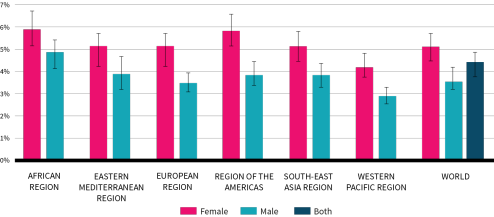 7%
6%
5%
4%
3%
2%
1%
0%
AFRICAN
REGION
EASTERN
MEDITERRANEAN
REGION
EUROPEAN
REGION
REGION OF THE
AMERICAS
SOUTH-EAST
ASIA REGION
WESTERN
PACIFIC REGION
WORLD
Female
Male
Both